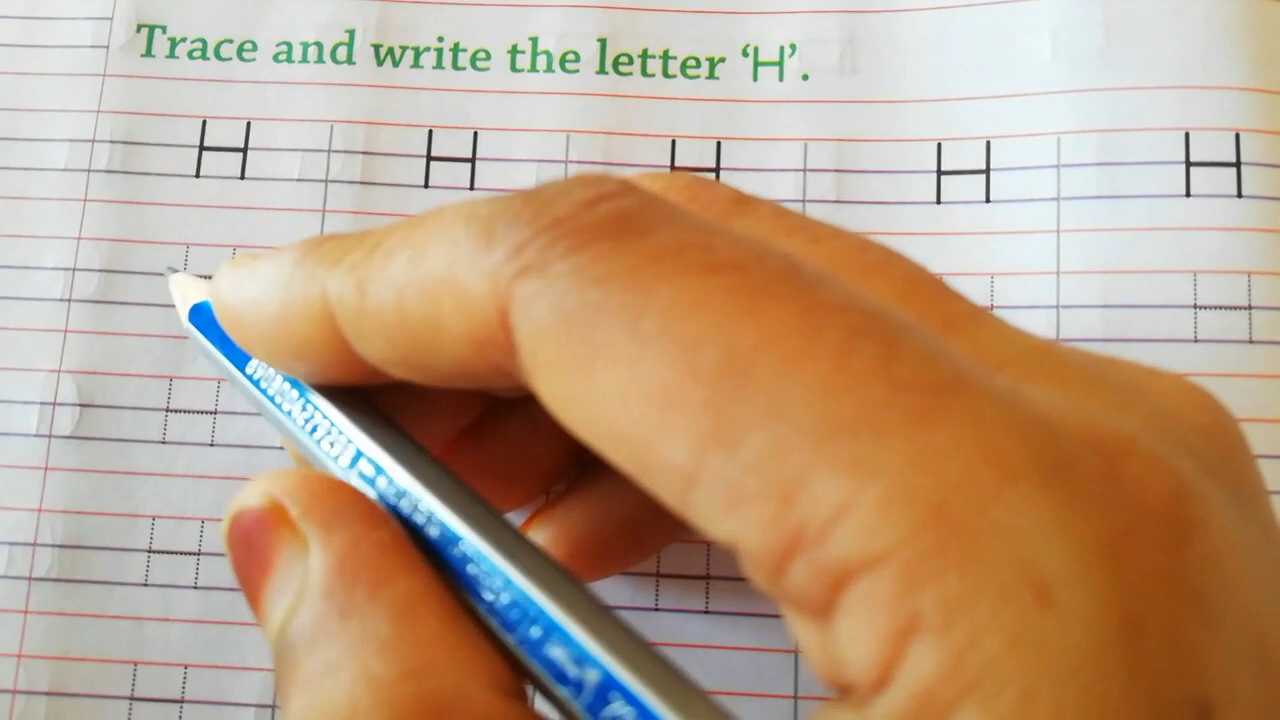 Trace and write the letter ‘H’.
H H H H H
H H
H
H H
H